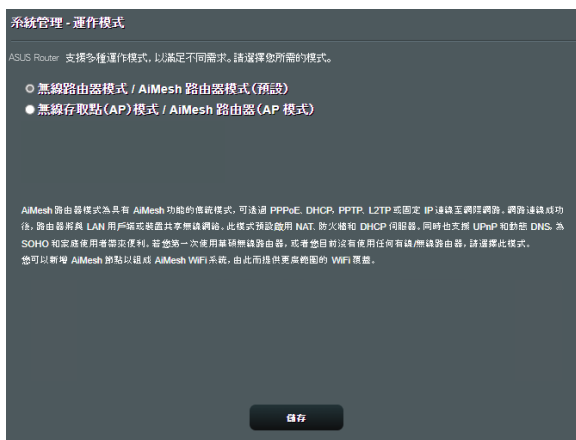 系統管理 - 運作模式
ASUS Router 支援多種運作模式，以滿足不同需求。請選擇您所需的模式。
無線路由器模式 / AiMesh 路由器模式(預設)
無線存取點(AP)模式 / AiMesh 路由器(AP 模式)
AiMesh 路由器模式為具有 AiMesh 功能的傳統模式，可透過 PPPoE. DHCP, PPTP, L2TP 或固定 IP 連線至網際網路。網路連線成功
後，路由器將與 LAN 用戶端或裝置共享無線網絡。此模式預設啟用 NAT. 防火牆和 DHCP 伺服器。同時也支援 UPnP 和動態 DNS, 為
SOHO 和家庭使用者帶來便利。若您第一次使用華碩無線路由器，或者您目前沒有使用任何有線/無線路由器，請選擇此模式。
您可以新增 AiMesh 節點以組成 AiMesh WiFi 系統，由此而提供更廣範圍的 WiFi 覆蓋。
儲存